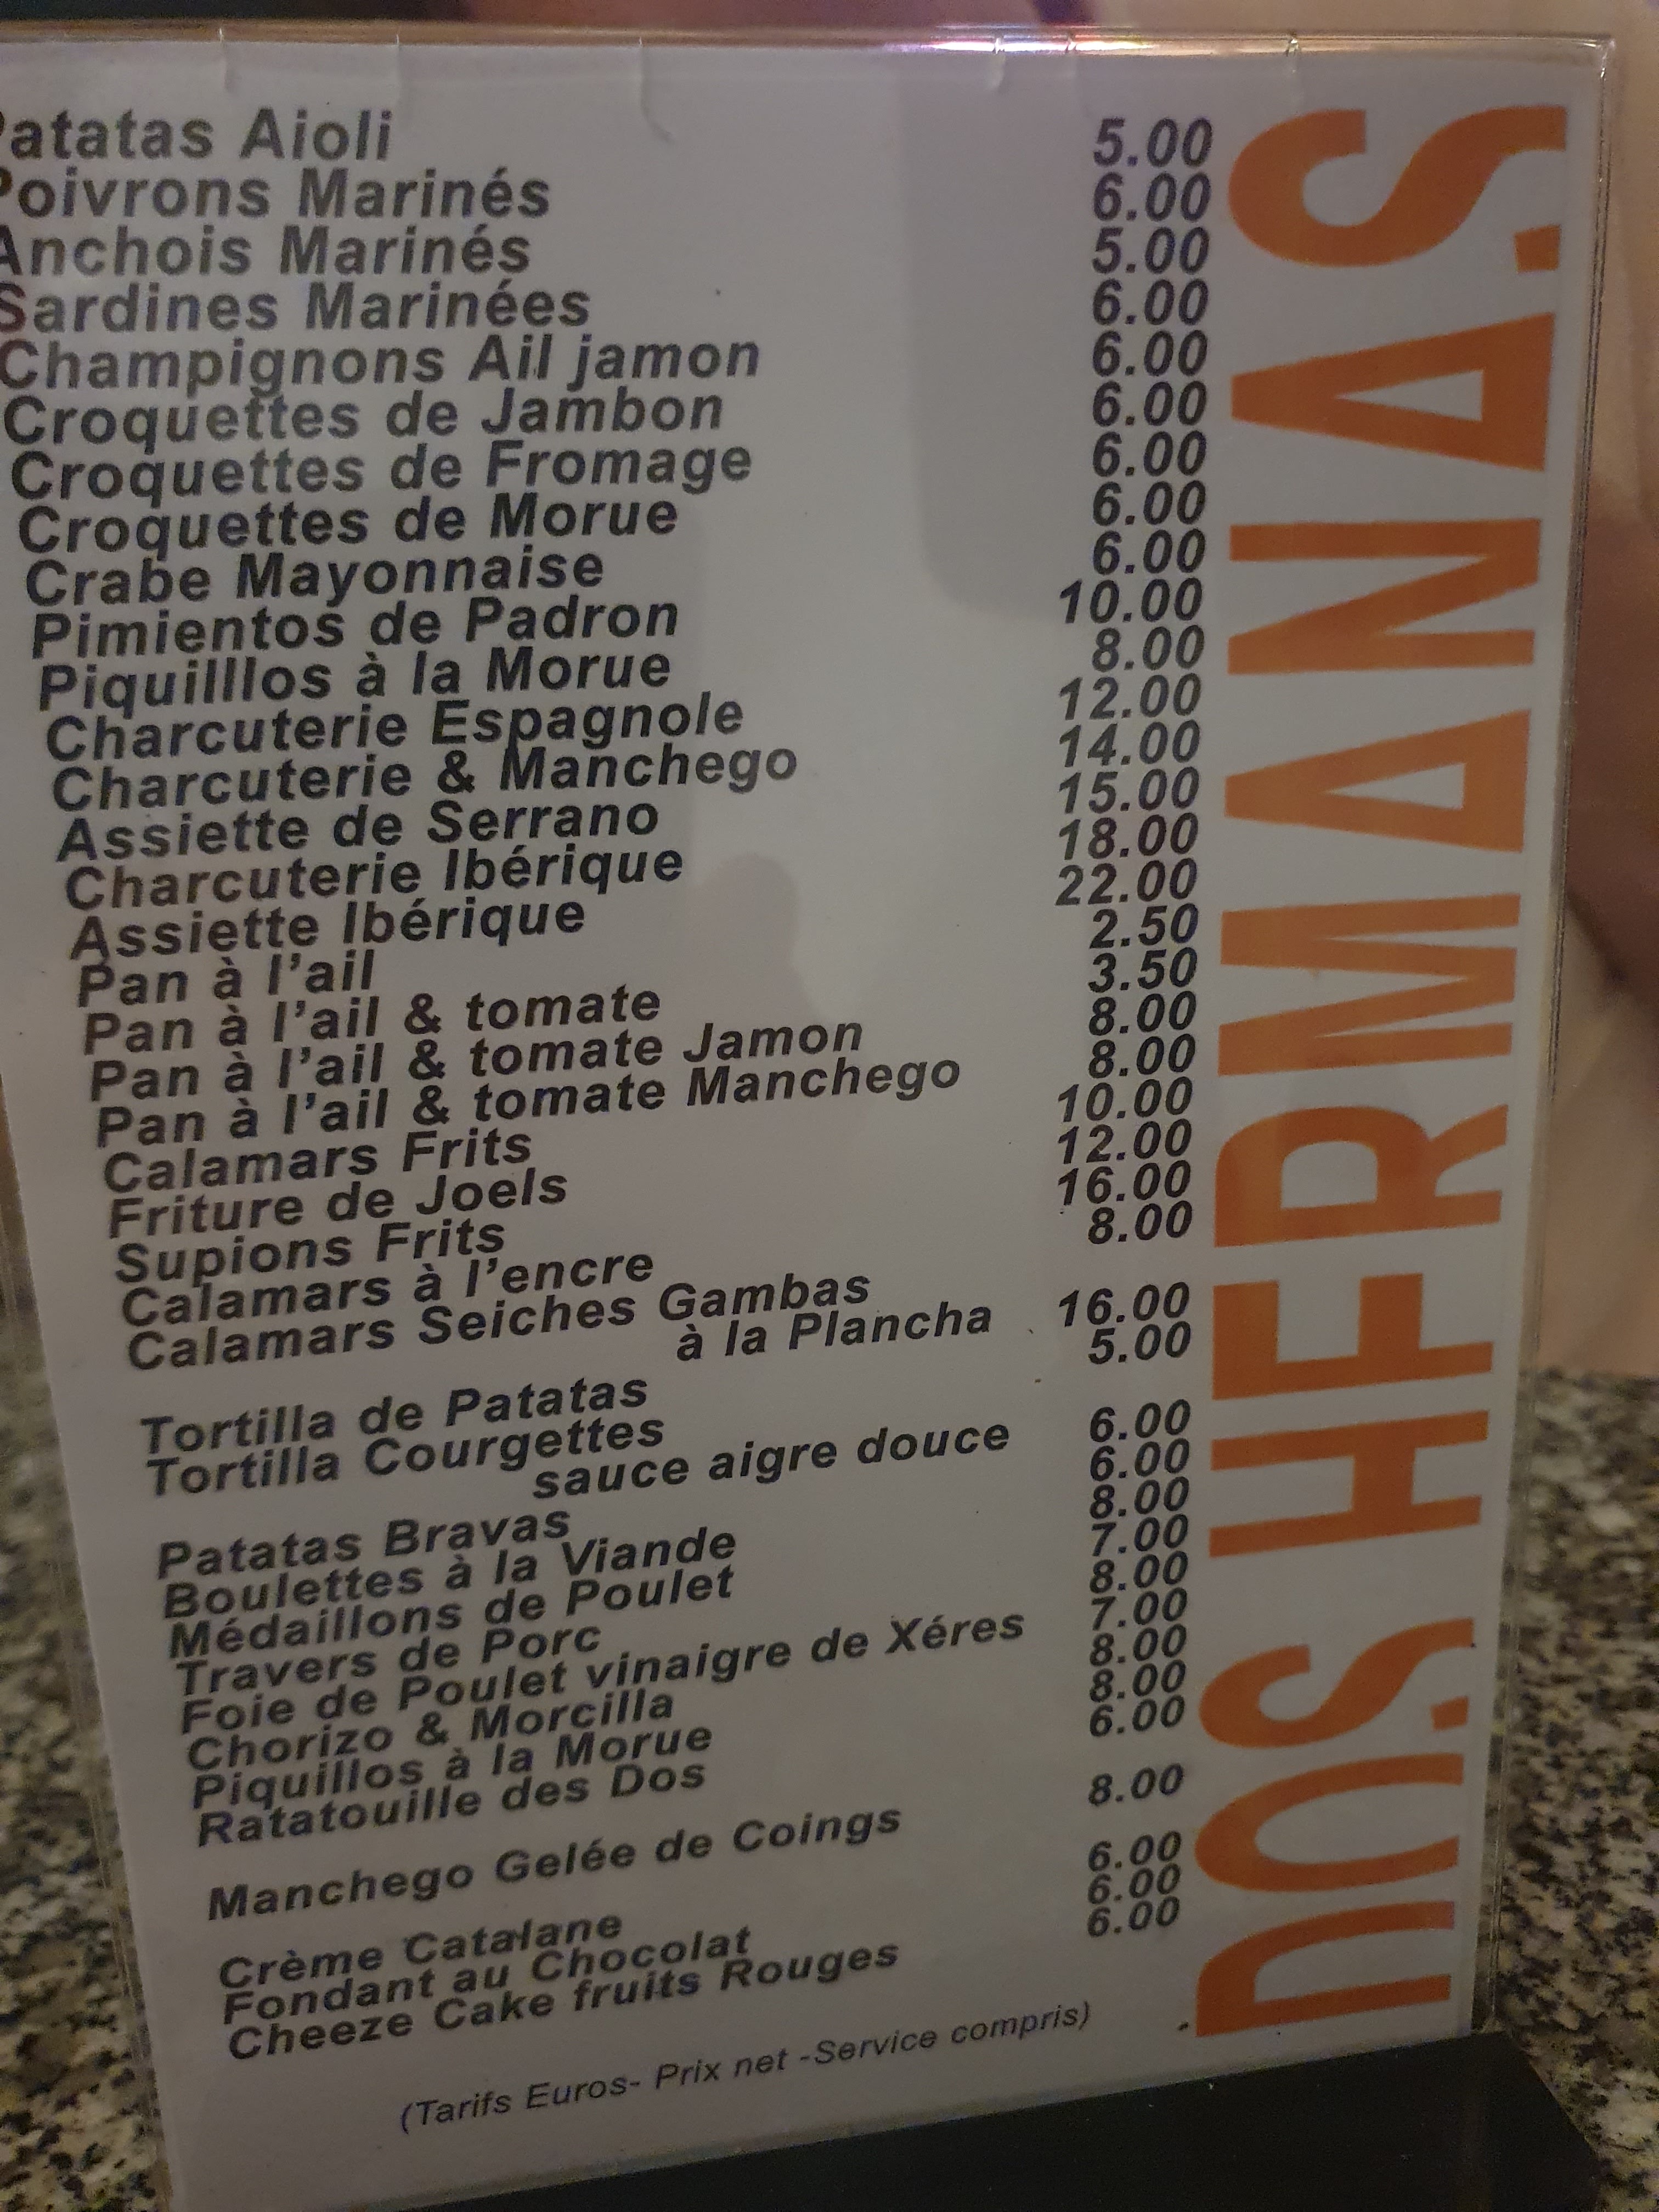 Patatas Aioli 5.00
Poivrons Marinés 6.00
Anchois Marinés 5.00
Sardines Marinées 6.00
Champignons Ail jamon 6.00
Croquettes de Jambon 6.00
Croquettes de Fromage 6.00
Croquettes de Morue 6.00
Crabe Mayonnaise 6.00
Pimientos de Padron 10.00
Piquilllos à la Morue 8.00
Charcuterie Espagnole 12.00
Charcuterie & Manchego 14.00
Assiette de Serrano 15.00
Charcuterie Ibérique 18.00
Assiette Ibérique 22.00
Pan à l'ail 2.50
Pan à l'ail & tomate 3.50
Pan à l'ail & tomate Jamon 8.00
Pan à l'ail & tomate Manchego 8.00
Calamars Frits 10.00
Friture de Joels 12.00
Supions Frits 16.00
Calamars à l'encre 8.00
Calamars Seiches Gambas
à la Plancha 16.00
Tortilla de Patatas 5.00
Tortilla Courgettes
sauce aigre douce 6.00
Patatas Bravas 6.00
Boulettes à la Viande 8.00
Médaillons de Poulet 7.00
Travers de Porc 8.00
Foie de Poulet vinaigre de Xéres 7.00
Chorizo & Morcilla 8.00
Piquillos à la Morue 8.00
Ratatouille des Dos 6.00
Manchego Gelée de Coings 8.00
Crème Catalane 6.00
Fondant au Chocolat 6.00
Cheeze Cake fruits Rouges 6.00
(Tarifs Euros- Prix net -Service compris)
DOS HERMANAS.